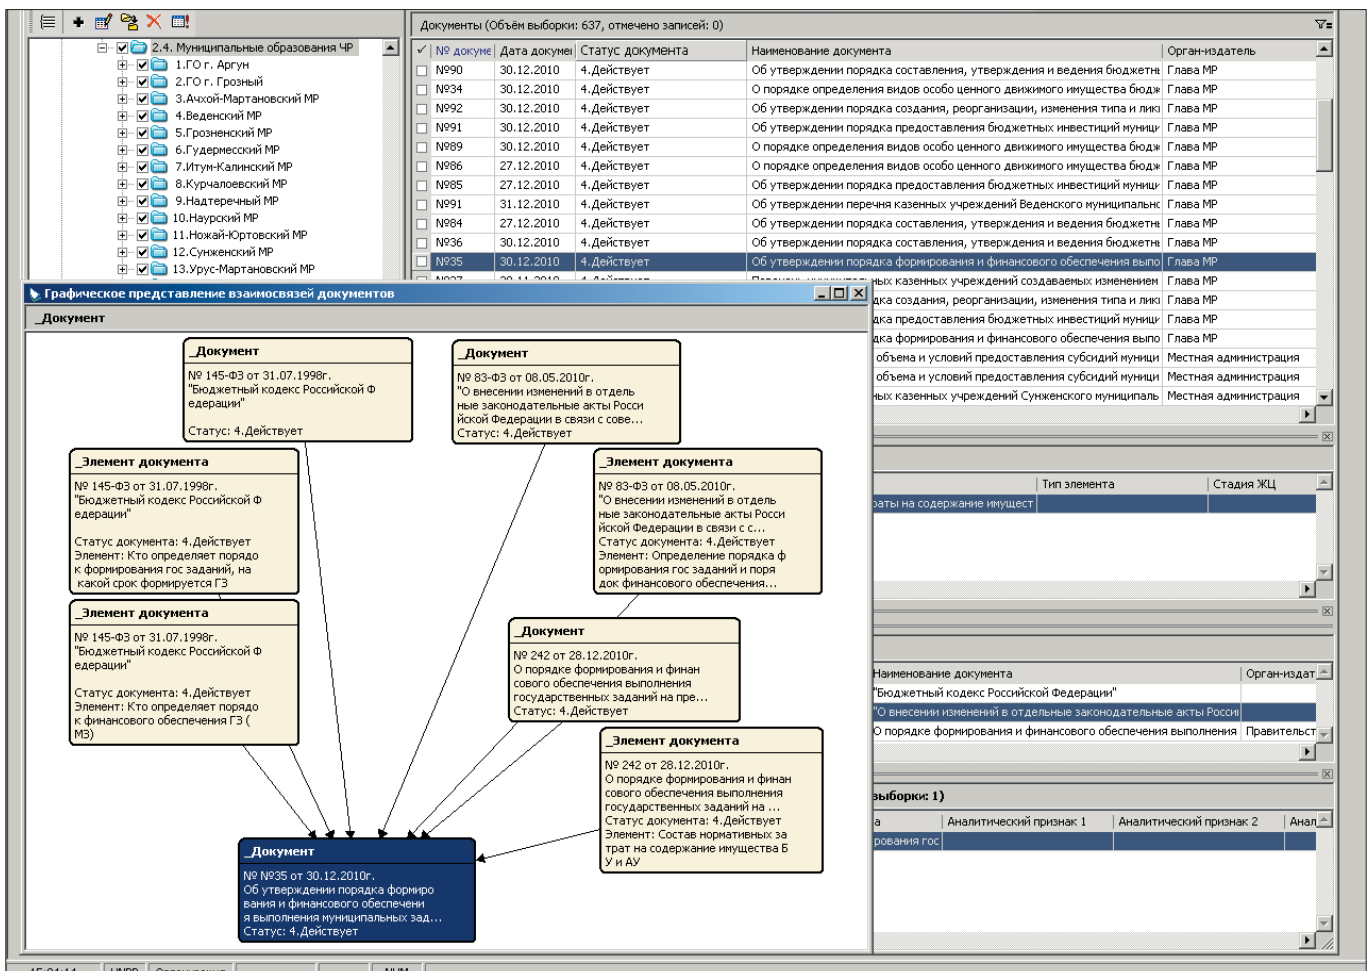 Документы (Объём выборки: 637, отмечено записей: 0)
2.4. Муниципальные образования ЧР
1.ГО г. Аргун
2.ГО г. Грозный
3.Ачхой-Мартановский МР
4.Веденский МР
5.Грозненский МР
6.Гудермесский МР
7.Итум-Калинский МР
8.Курчалоевский МР
9.Надтеречный МР
10.Наурский МР
11.Ножай-Юртовский МР
12.Сунженский МР
13.Урус-Мартановский МР
№ докуме Дата докумен Статус документа Наименование документа Орган-издатель
№90 30.12.2010 4.Действует Об утверждении порядка составления, утверждения и ведения бюджетн Глава МР
№34 30.12.2010 4.Действует О порядке определения видов особо ценного движимого имущества бюдж Глава МР
№92 30.12.2010 4.Действует Об утверждении порядка создания, реорганизации, изменения типа и лик Глава МР
№91 30.12.2010 4.Действует Об утверждении порядка предоставления бюджетных инвестиций муници Глава МР
№89 30.12.2010 4.Действует О порядке определения видов особо ценного движимого имущества бюдж Глава МР
№86 27.12.2010 4.Действует О порядке определения видов особо ценного движимого имущества бюдж Глава МР
№85 27.12.2010 4.Действует Об утверждении порядка предоставления бюджетных инвестиций муници Глава МР
№91 31.12.2010 4.Действует Об утверждении перечня казенных учреждений Веденского муниципальнс Глава МР
№84 27.12.2010 4.Действует Об утверждении порядка составления, утверждения и ведения бюджетн Глава МР
№36 30.12.2010 4.Действует Об утверждении порядка составления, утверждения и ведения бюджетн Глава МР
№35 30.12.2010 4.Действует Об утверждении порядка формирования и финансового обеспечения выпо Глава МР
ных казенных учреждений создаваемых изменением Глава МР
дка создания, реорганизации, изменения типа и лик Глава МР
дка предоставления бюджетных инвестиций муници Глава МР
дка формирования и финансового обеспечения выпо Глава МР
объема и условий предоставления субсидий муници Местная администрация
объема и условий предоставления субсидий муници Местная администрация
ных казенных учреждений Сунженского муниципаль Местная администрация
Графическое представление взаимосвязей документов
_Документ
_Документ
№ 145-ФЗ от 31.07.1998г.
"Бюджетный кодекс Российской Ф
едерации"
Статус: 4.Действует
_Документ
№ 83-ФЗ от 08.05.2010г.
"О внесении изменений в отдель
ные законодательные акты Росси
йской Федерации в связи с сове...
Статус: 4.Действует
_Элемент документа
№ 145-ФЗ от 31.07.1998г.
"Бюджетный кодекс Российской Ф
едерации"
Статус документа: 4.Действует
Элемент: Кто определяет порядо
к формирования гос заданий, на
какой срок формируется ГЗ
_Элемент документа
№ 83-ФЗ от 08.05.2010г.
"О внесении изменений в отдель
ные законодательные акты Росси
йской Федерации в связи с с...
Статус документа: 4.Действует
Элемент: Определение порядка ф
ормирования гос заданий и поря
док финансового обеспечения...
_Элемент документа
№ 145-ФЗ от 31.07.1998г.
"Бюджетный кодекс Российской Ф
едерации"
Статус документа: 4.Действует
Элемент: Кто определяет порядо
к финансового обеспечения ГЗ (
МЗ)
_Документ
№ 242 от 28.12.2010г.
О порядке формирования и финан
сового обеспечения выполнения
государственных заданий на пре...
Статус: 4.Действует
_Элемент документа
№ 242 от 28.12.2010г.
О порядке формирования и финан
сового обеспечения выполнения
государственных заданий на ...
Статус документа: 4.Действует
Элемент: Состав нормативных за
трат на содержание имущества Б
У и АУ
_Документ
№ №35 от 30.12.2010г.
Об утверждении порядка формиро
вания и финансового обеспечени
я выполнения муниципальных зад...
Статус: 4.Действует
Тип элемента Стадия ЖЦ
раты на содержание имущест
Наименование документа Орган-издат
"Бюджетный кодекс Российской Федерации"
"О внесении изменений в отдельные законодательные акты Росси
О порядке формирования и финансового обеспечения выполнения Правительст
выборки: 1)
а Аналитический признак 1 Аналитический признак 2 Анал
рования гос